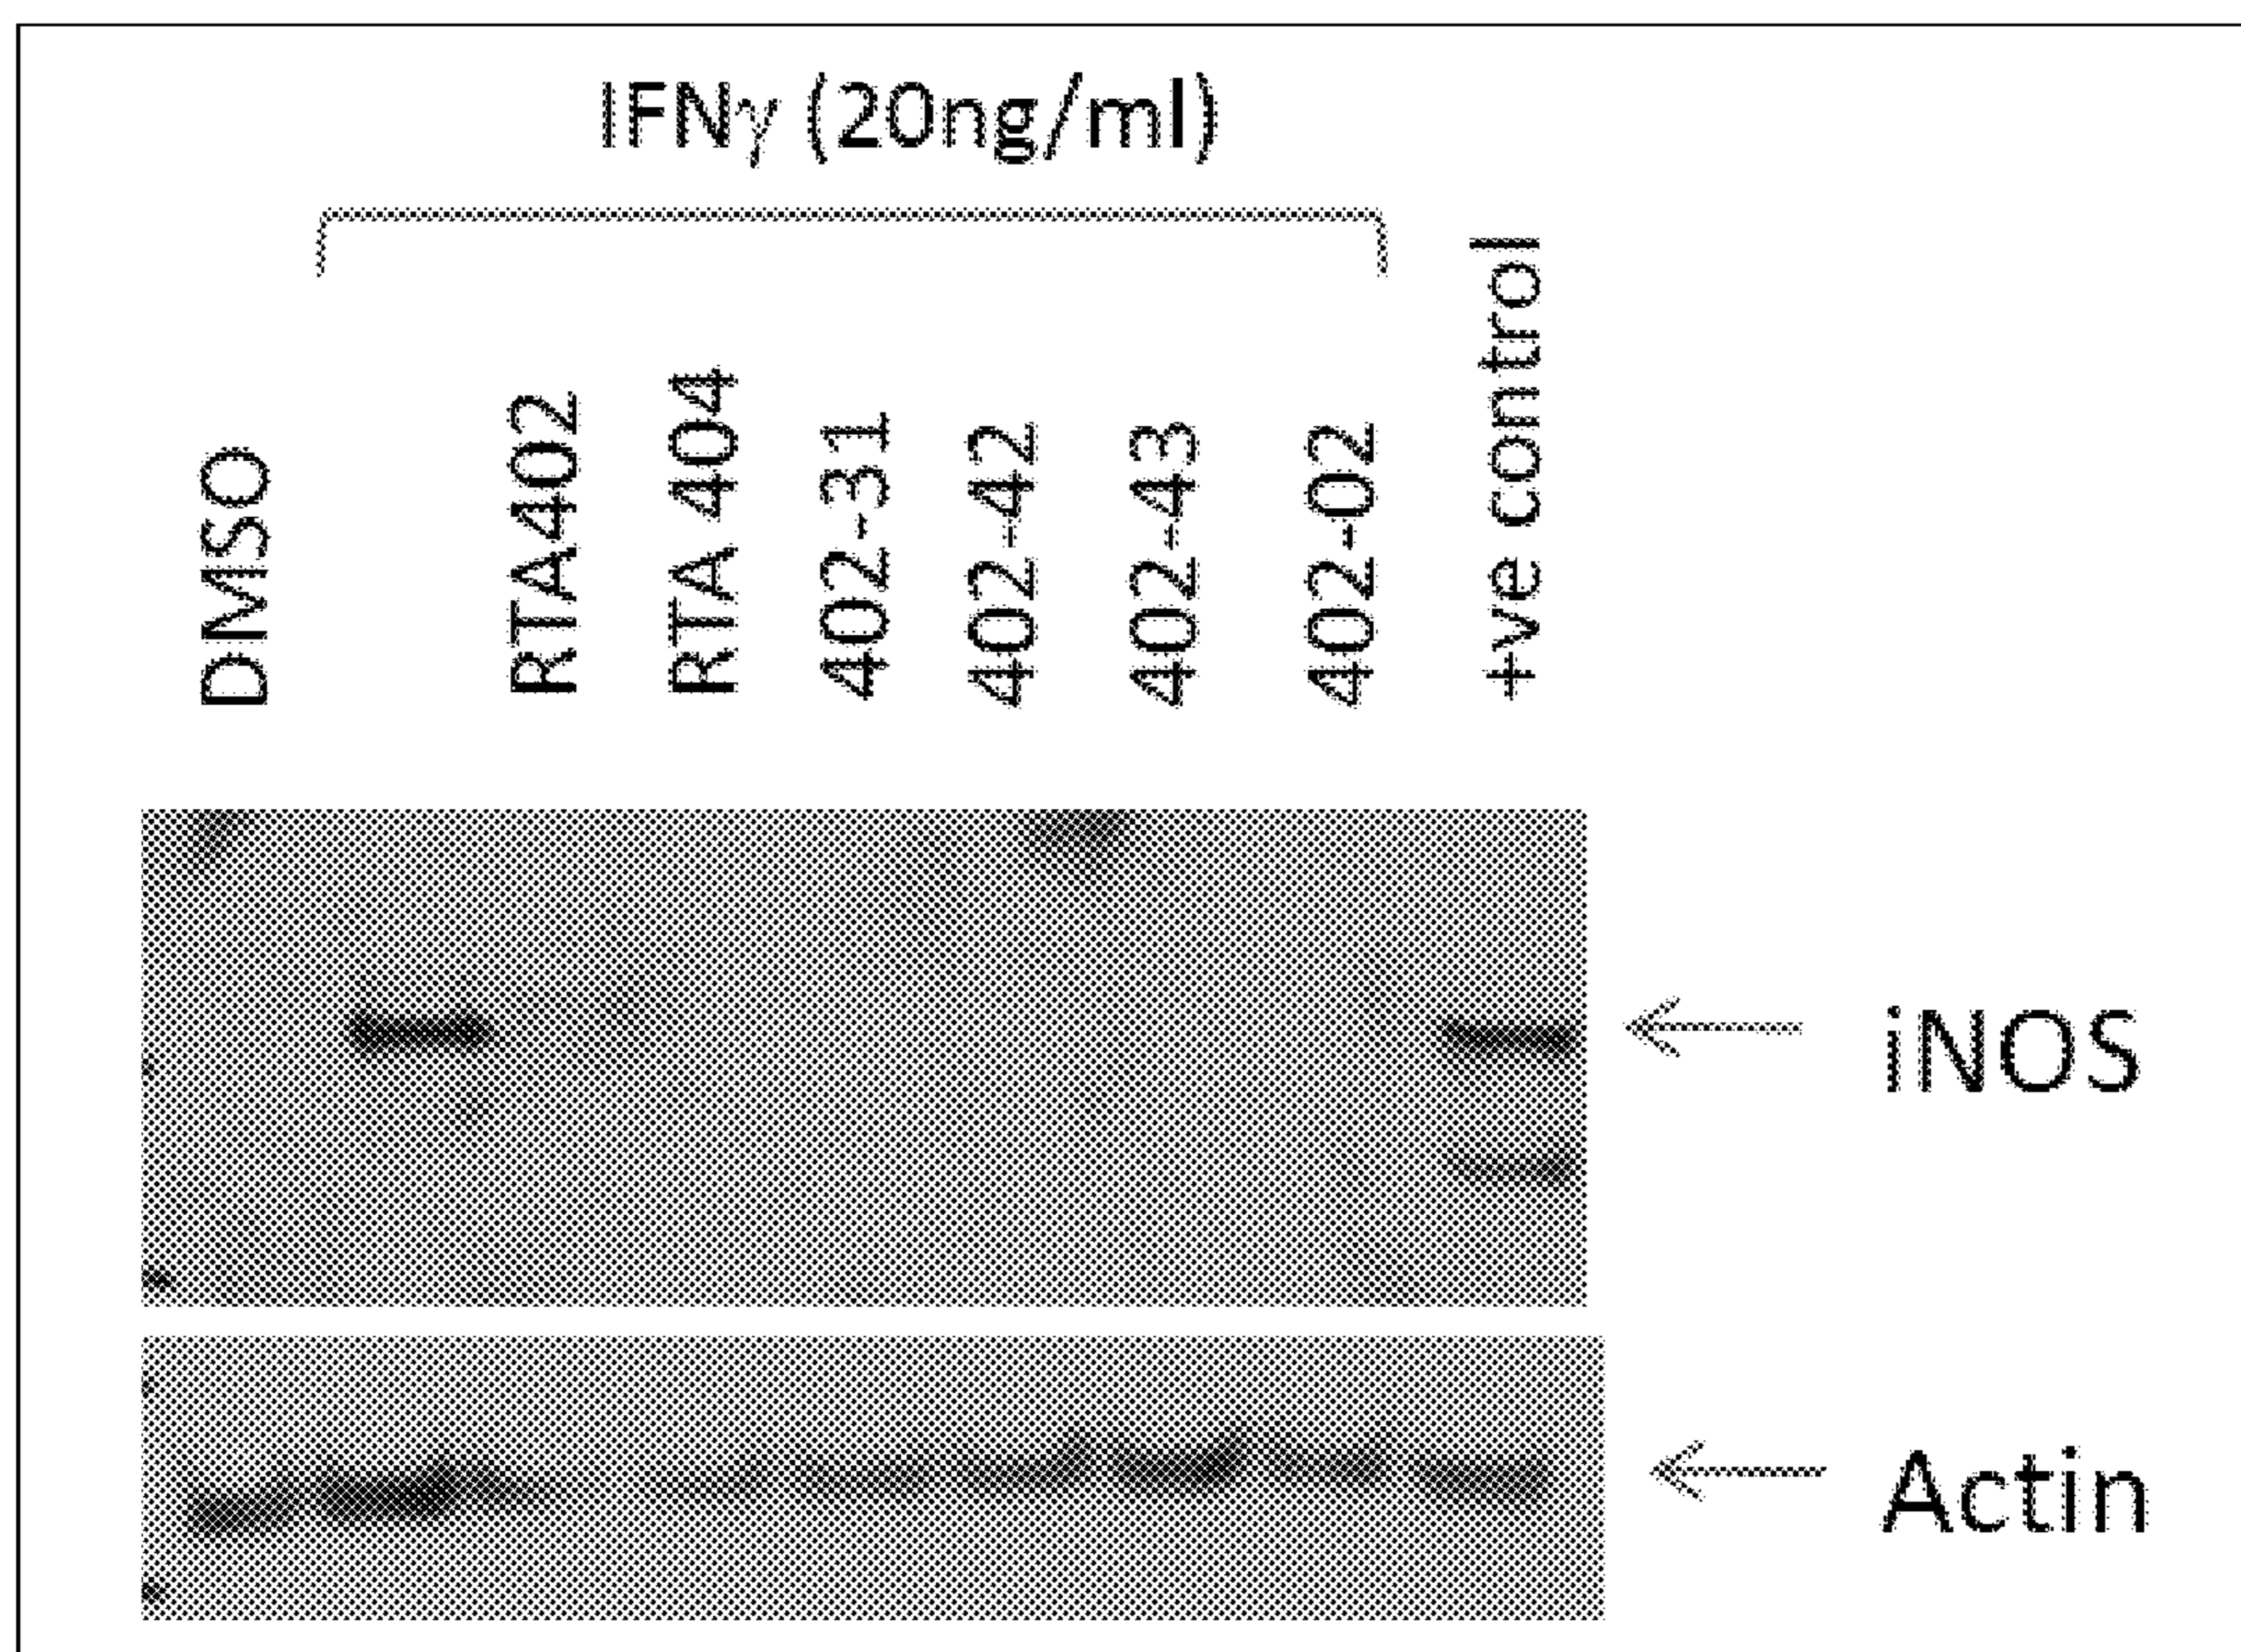 IFNγ (20ng/ml)
DMSO
RTA402
RTA 404
402-31
402-42
402-43
402-02
+ve control
iNOS
Actin